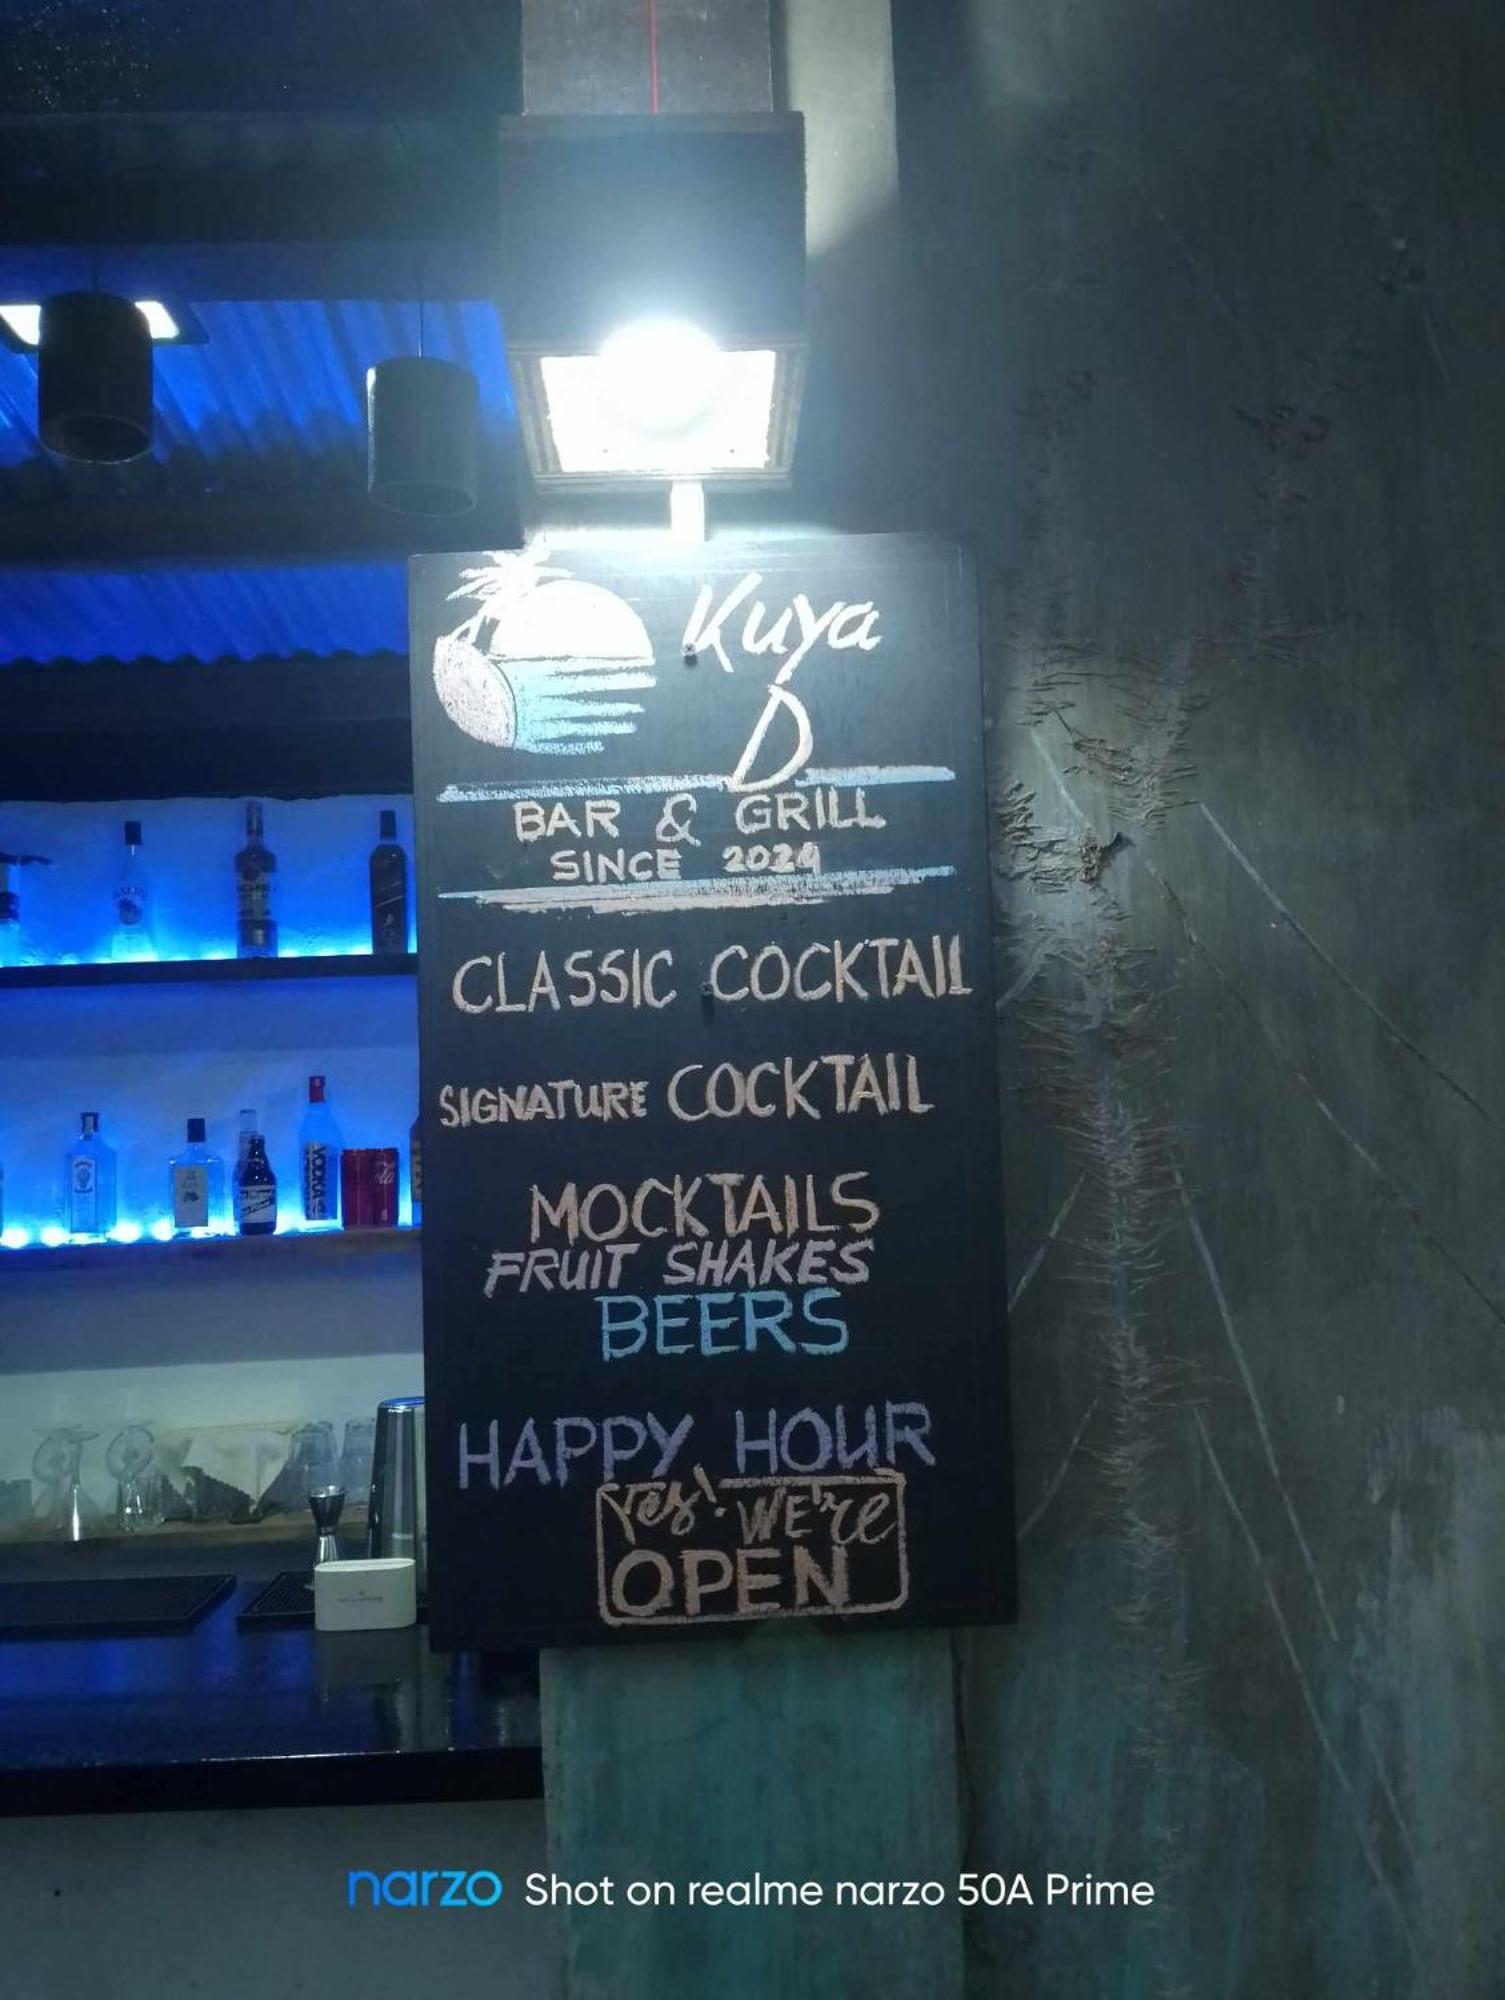 Kuya
D
BAR & GRILL
SINCE 2024
CLASSIC COCKTAIL
SIGNATURE COCKTAIL
MOCKTAILS
FRUIT SHAKES
BEERS
HAPPY HOUR
Yes! WE're
OPEN
VODKA
narzo Shot on realme narzo 50A Prime